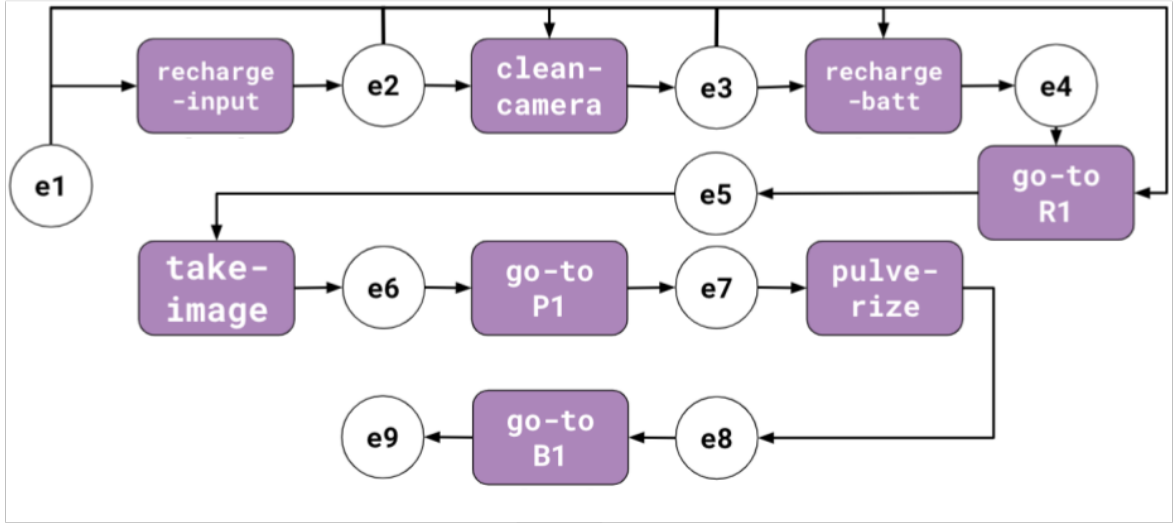 recharge
-input
e2
clean-
camera
e3
recharge
-batt
e4
e1
go-to
R1
e5
take-
image
e6
go-to
P1
e7
pulve-
rize
e9
go-to
B1
e8